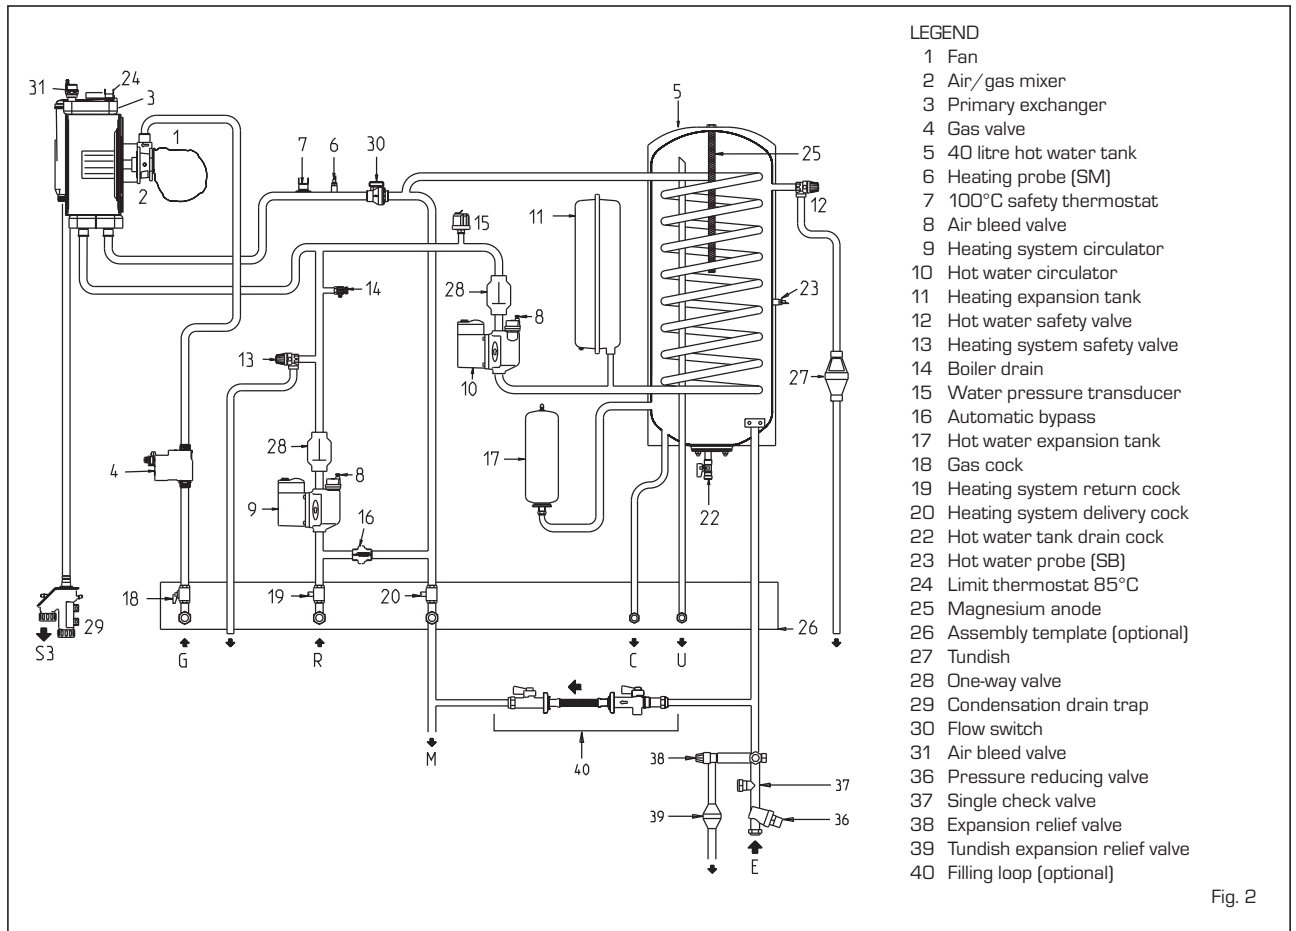 LEGEND
1 Fan
2 Air/gas mixer
3 Primary exchanger
4 Gas valve
5 40 litre hot water tank
6 Heating probe (SM)
7 100°C safety thermostat
8 Air bleed valve
9 Heating system circulator
10 Hot water circulator
11 Heating expansion tank
12 Hot water safety valve
13 Heating system safety valve
14 Boiler drain
15 Water pressure transducer
16 Automatic bypass
17 Hot water expansion tank
18 Gas cock
19 Heating system return cock
20 Heating system delivery cock
22 Hot water tank drain cock
23 Hot water probe (SB)
24 Limit thermostat 85°C
25 Magnesium anode
26 Assembly template (optional)
27 Tundish
28 One-way valve
29 Condensation drain trap
30 Flow switch
31 Air bleed valve
36 Pressure reducing valve
37 Single check valve
38 Expansion relief valve
39 Tundish expansion relief valve
40 Filling loop (optional)
Fig. 2
31
24
3
1
2
7
6
30
5
25
12
11
15
14
28
8
10
23
13
27
28
4
8
9
17
16
22
18
19
20
26
29
S3
G
R
C
U
M
40
38
37
39
36
E